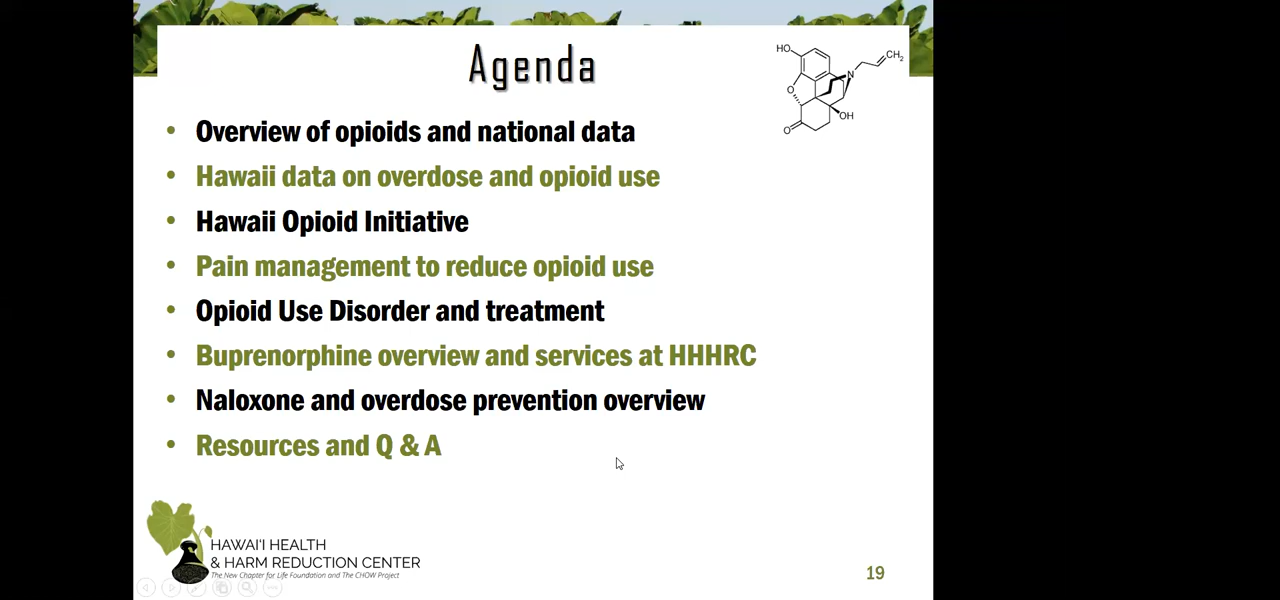 Agenda
HO
CH2
N
O
OH
O
• Overview of opioids and national data
• Hawaii data on overdose and opioid use
• Hawaii Opioid Initiative
• Pain management to reduce opioid use
• Opioid Use Disorder and treatment
• Buprenorphine overview and services at HHHRC
• Naloxone and overdose prevention overview
• Resources and Q & A
HAWAI'I HEALTH
& HARM REDUCTION CENTER
The New Chapter for Life Foundation and The CHOW Project
19